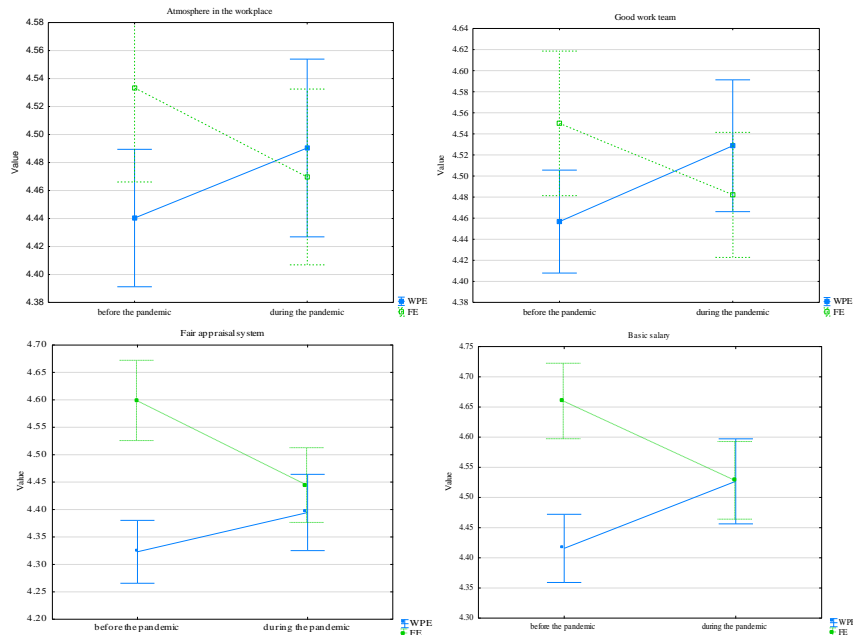 Atmosphere in the workplace
4.58
4.56
4.54
4.52
4.50
4.48
4.46
4.44
4.42
4.40
4.38
Value
before the pandemic
during the pandemic
WPE
FE
Good work team
4.64
4.62
4.60
4.58
4.56
4.54
4.52
4.50
4.48
4.46
4.44
4.42
4.40
4.38
Value
before the pandemic
during the pandemic
WPE
FE
Fair appraisal system
4.70
4.65
4.60
4.55
4.50
4.45
4.40
4.35
4.30
4.25
4.20
Value
before the pandemic
during the pandemic
WPE
FE
Basic salary
4.75
4.70
4.65
4.60
4.55
4.50
4.45
4.40
4.35
4.30
Value
before the pandemic
during the pandemic
WPE
FE